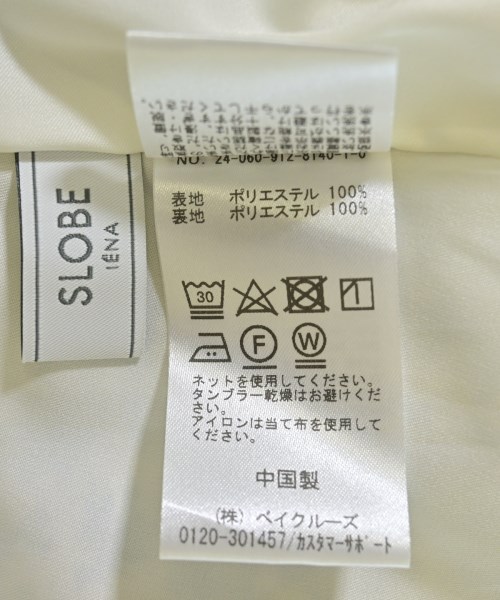 NO. 24-060-912-8140-1-0
表地 ポリエステル 100%
裏地 ポリエステル 100%
SLOBE
IÉNA
30
F
W
ネットを使用してください。
タンブラー乾燥はお避けくださ
い。
アイロンは当て布を使用して
ください。
中国製
(株) ベイクルーズ
0120-301457/カスタマーサポート